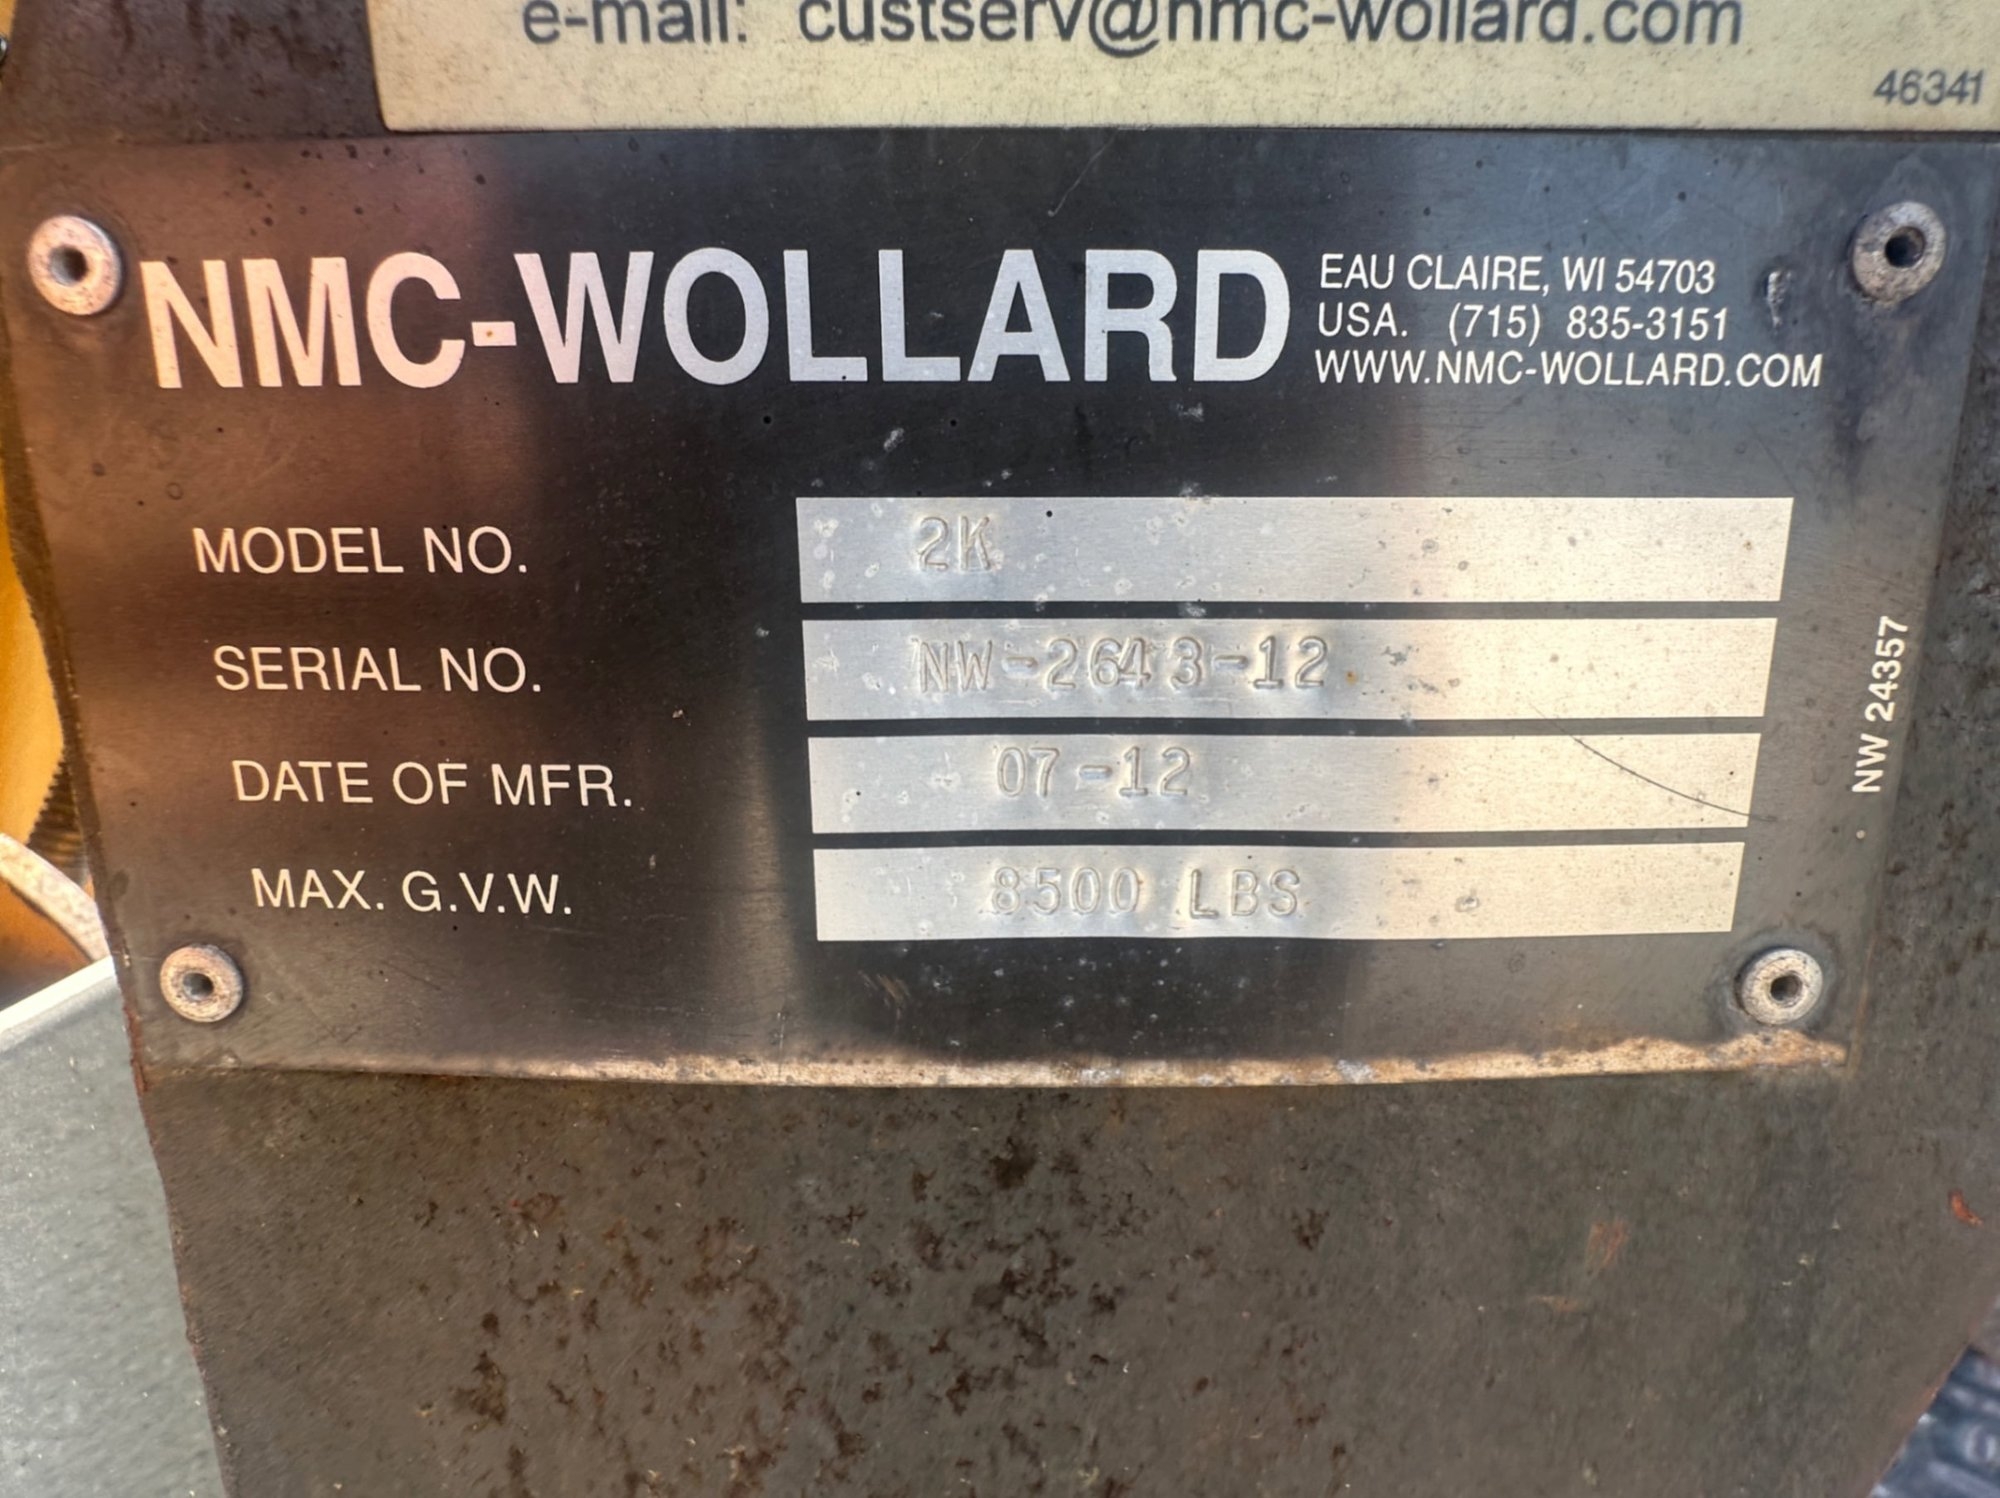 e-mail: custserv@nmc-wollard.com
46341
NMC-WOLLARD
EAU CLAIRE, WI 54703
USA. (715) 835-3151
WWW.NMC-WOLLARD.COM
MODEL NO. 2K
SERIAL NO. NW-2643-12
DATE OF MFR. 07-12
MAX. G.V.W. 8500 LBS
NW 24357